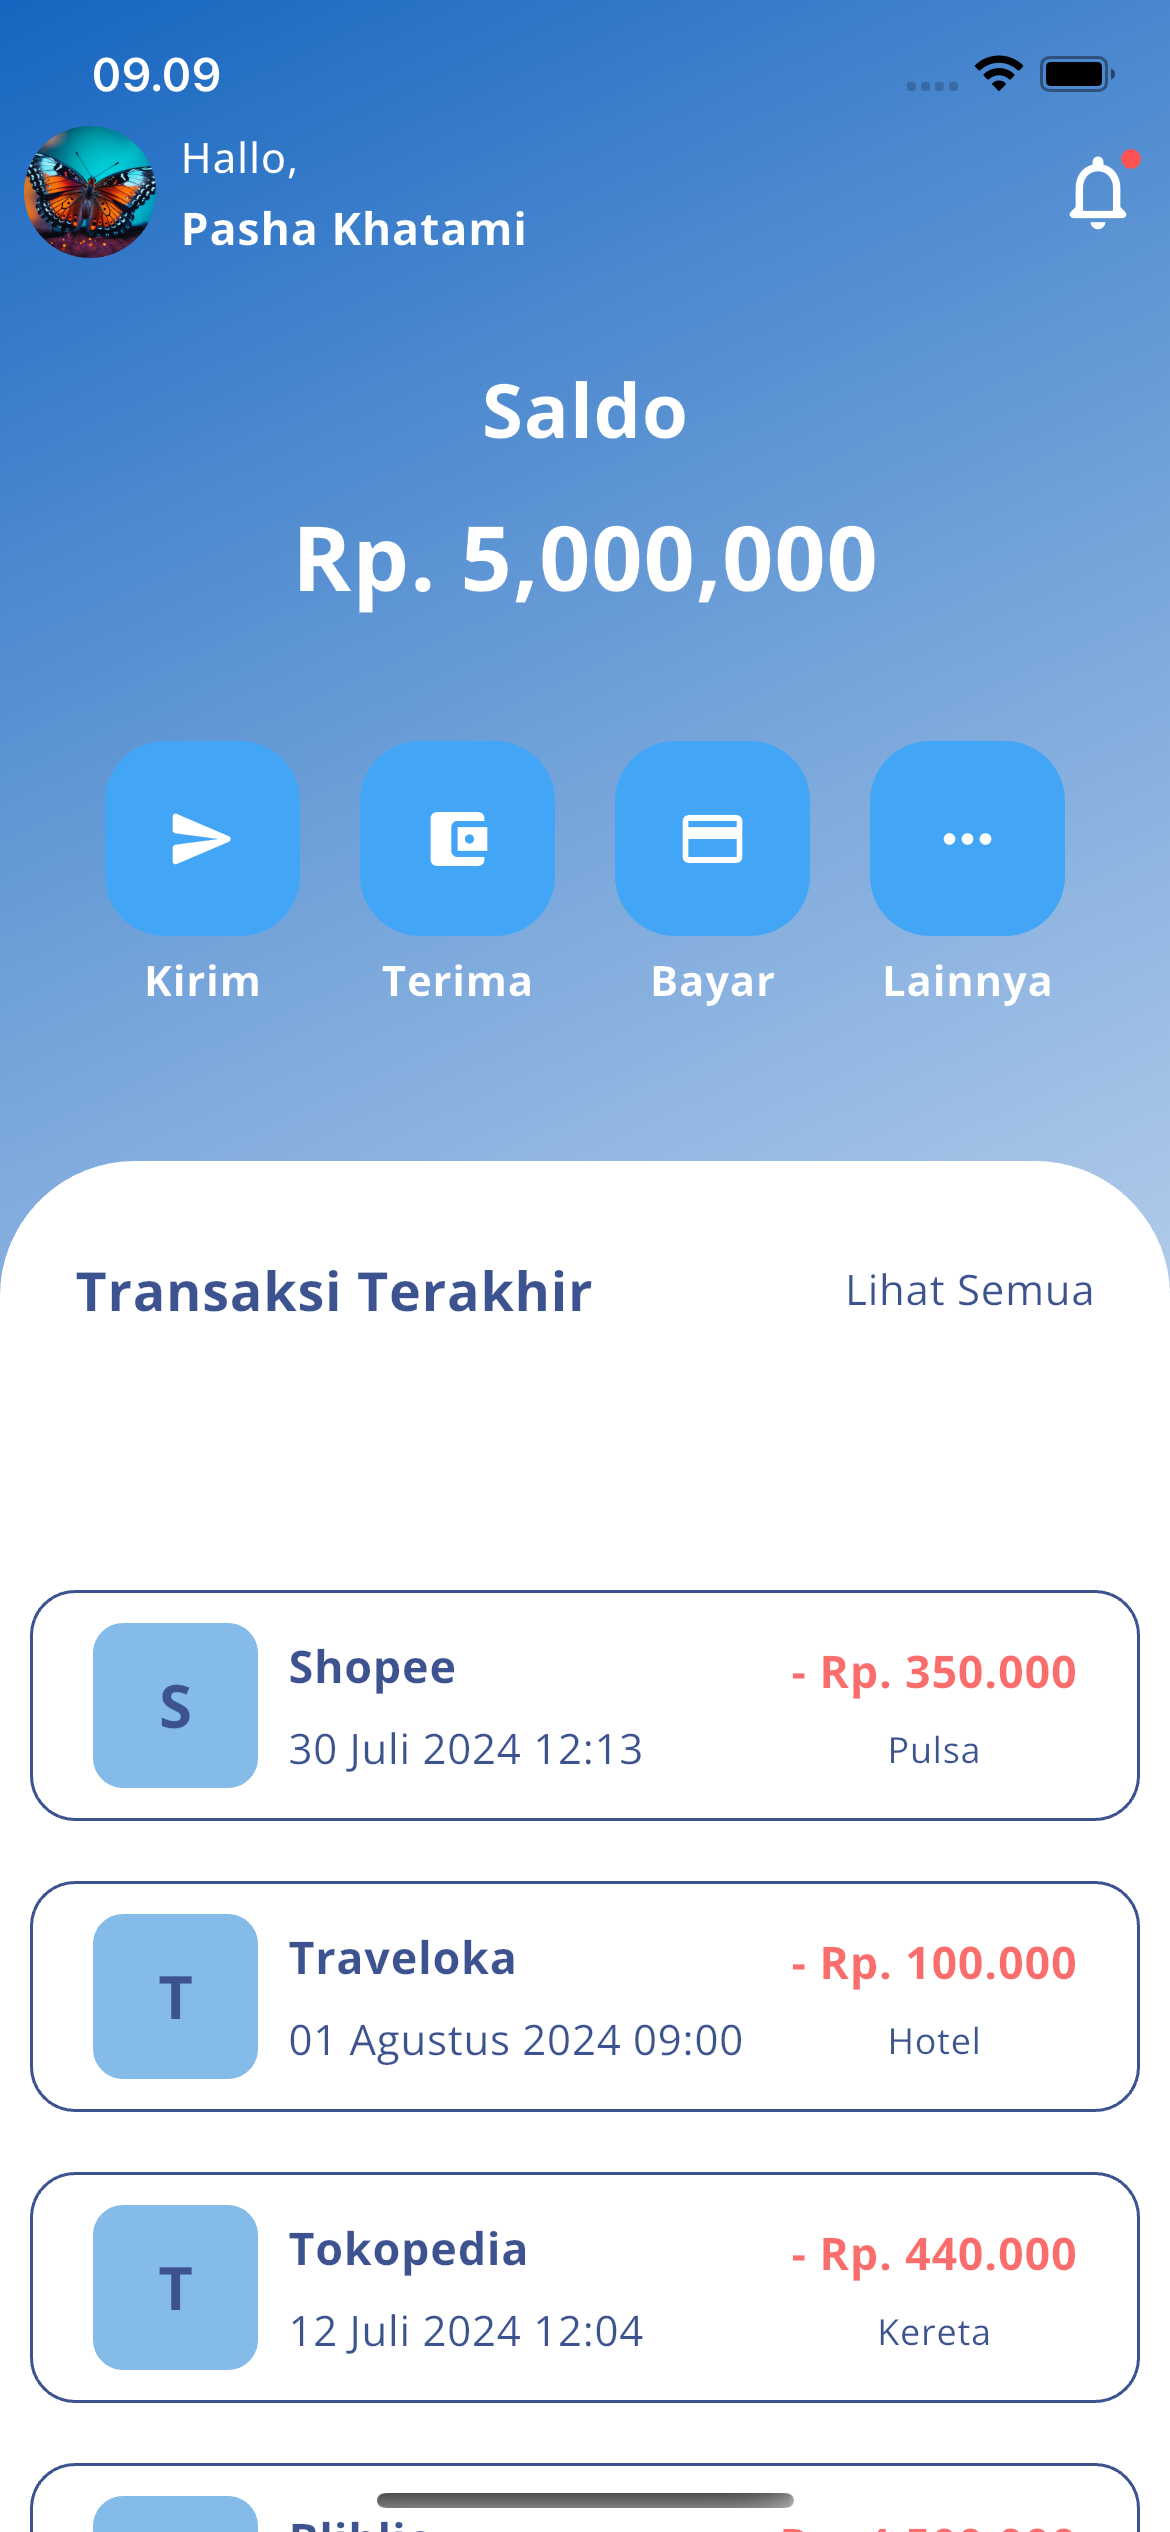 09.09
Hallo,
Pasha Khatami
Saldo
Rp. 5,000,000
Kirim Terima Bayar Lainnya
Transaksi Terakhir Lihat Semua
S
Shopee - Rp. 350.000
30 Juli 2024 12:13 Pulsa
T
Traveloka - Rp. 100.000
01 Agustus 2024 09:00 Hotel
T
Tokopedia - Rp. 440.000
12 Juli 2024 12:04 Kereta